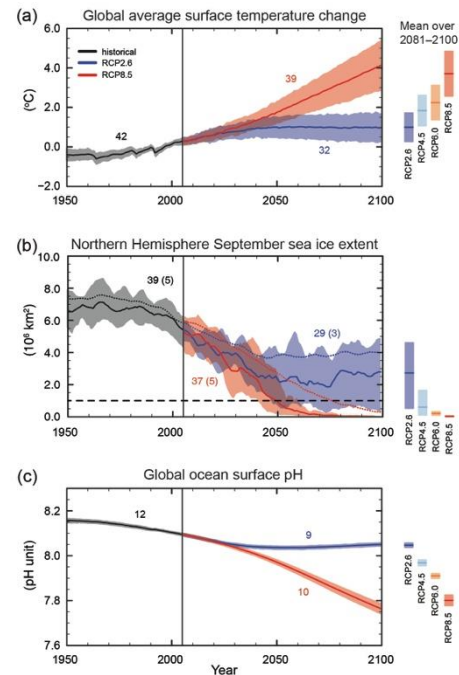 (a) Global average surface temperature change
Mean over
2081–2100
6.0
4.0
2.0
0.0
−2.0
(°C)
historical
RCP2.6
RCP8.5
42
39
32
1950
2000
2050
2100
RCP2.6
RCP4.5
RCP6.0
RCP8.5
(b) Northern Hemisphere September sea ice extent
10.0
8.0
6.0
4.0
2.0
0.0
(10⁶ km²)
39 (5)
29 (3)
37 (5)
1950
2000
2050
2100
RCP2.6
RCP4.5
RCP6.0
RCP8.5
(c) Global ocean surface pH
8.2
8.0
7.8
7.6
(pH unit)
12
9
10
1950
2000
2050
2100
Year
RCP2.6
RCP4.5
RCP6.0
RCP8.5